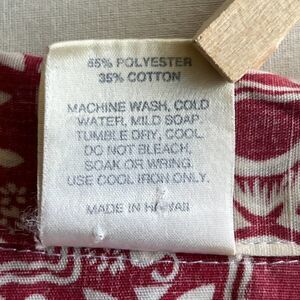 65% POLYESTER
35% COTTON
MACHINE WASH, COLD
WATER, MILD SOAP.
TUMBLE DRY, COOL.
DO NOT BLEACH,
SOAK OR WRING.
USE COOL IRON ONLY.
MADE IN HAWAII